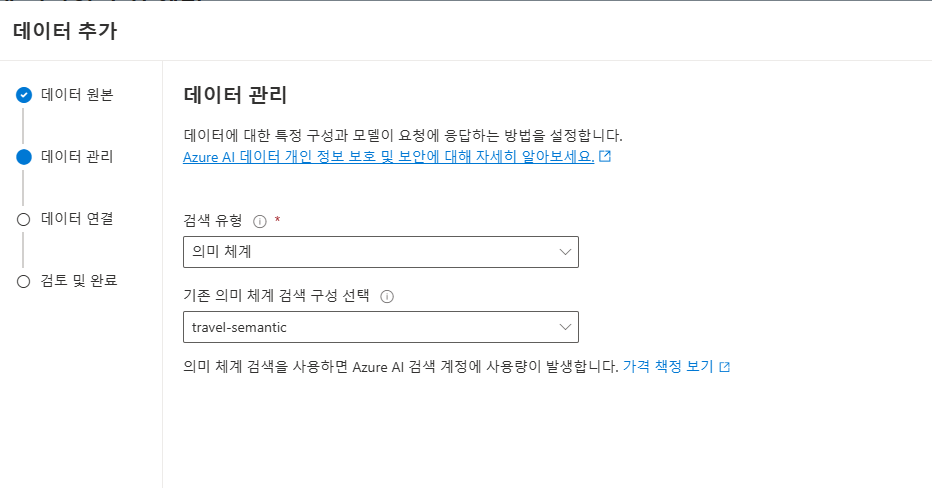 데이터 추가
데이터 원본
데이터 관리
데이터 연결
검토 및 완료
데이터 관리
데이터에 대한 특정 구성과 모델이 요청에 응답하는 방법을 설정합니다.
Azure AI 데이터 개인 정보 보호 및 보안에 대해 자세히 알아보세요.
검색 유형 *
의미 체계
기존 의미 체계 검색 구성 선택
travel-semantic
의미 체계 검색을 사용하면 Azure AI 검색 계정에 사용량이 발생합니다. 가격 책정 보기